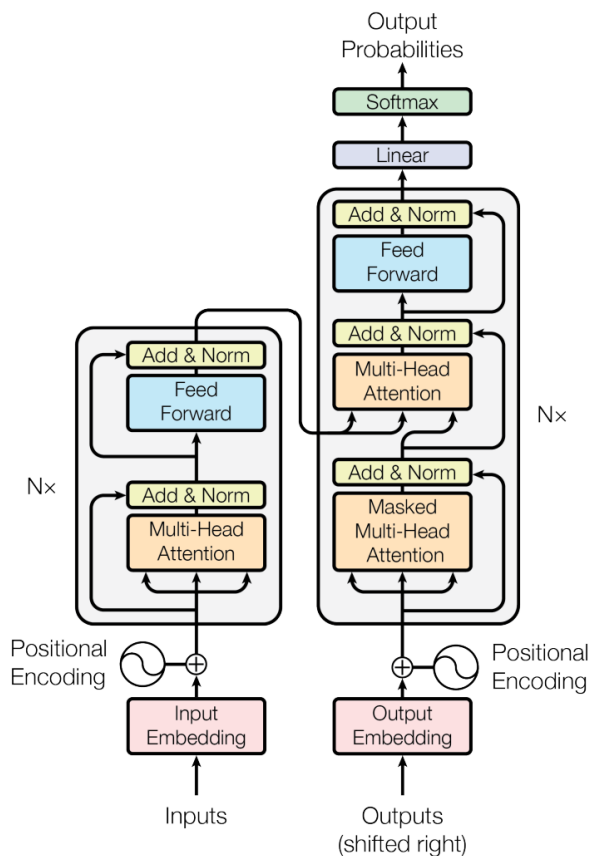 Output
Probabilities
Softmax
Linear
Add & Norm
Feed
Forward
Add & Norm
Multi-Head
Attention
Add & Norm
Masked
Multi-Head
Attention
N×
Add & Norm
Feed
Forward
Add & Norm
Multi-Head
Attention
N×
Positional
Encoding
Positional
Encoding
Input
Embedding
Output
Embedding
Inputs
Outputs
(shifted right)